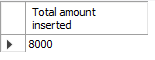 Total amount
inserted
8000